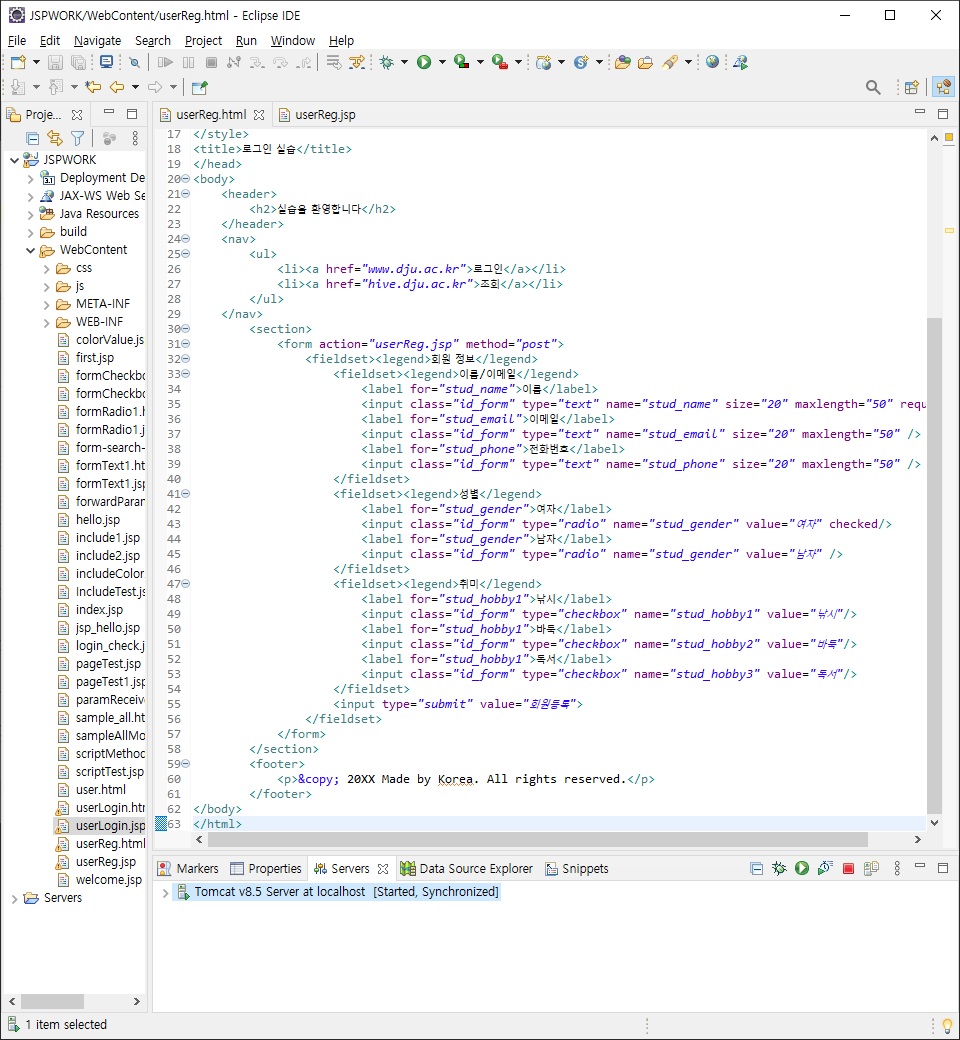 JSPWORK/WebContent/userReg.html - Eclipse IDE
File Edit Navigate Search Project Run Window Help
Proje...
userReg.html userReg.jsp
JSPWORK
Deployment De
JAX-WS Web Se
Java Resources
build
WebContent
css
js
META-INF
WEB-INF
colorValue.js
first.jsp
formCheckbo
formCheckbo
formRadio1.h
formRadio1.j
form-search-
formText1.ht
formText1.jsp
forwardParan
hello.jsp
include1.jsp
include2.jsp
includeColor
IncludeTest.js
index.jsp
jsp_hello.jsp
login_check.j
pageTest.jsp
pageTest1.jsp
paramReceiv
sample_all.ht
sampleAllMo
scriptMethod
scriptTest.jsp
user.html
userLogin.htr
userLogin.jsp
userReg.html
userReg.jsp
welcome.jsp
Servers
17 </style>
18 <title>로그인 실습</title>
19 </head>
20 <body>
21 <header>
22 <h2>실습을 환영합니다</h2>
23 </header>
24 <nav>
25 <ul>
26 <li><a href="www.dju.ac.kr">로그인</a></li>
27 <li><a href="hive.dju.ac.kr">조회</a></li>
28 </ul>
29 </nav>
30 <section>
31 <form action="userReg.jsp" method="post">
32 <fieldset><legend>회원 정보</legend>
33 <fieldset><legend>이름/이메일</legend>
34 <label for="stud_name">이름</label>
35 <input class="id_form" type="text" name="stud_name" size="20" maxlength="50" requ
36 <label for="stud_email">이메일</label>
37 <input class="id_form" type="text" name="stud_email" size="20" maxlength="50" />
38 <label for="stud_phone">전화번호</label>
39 <input class="id_form" type="text" name="stud_phone" size="20" maxlength="50" />
40 </fieldset>
41 <fieldset><legend>성별</legend>
42 <label for="stud_gender">여자</label>
43 <input class="id_form" type="radio" name="stud_gender" value="여자" checked/>
44 <label for="stud_gender">남자</label>
45 <input class="id_form" type="radio" name="stud_gender" value="남자" />
46 </fieldset>
47 <fieldset><legend>취미</legend>
48 <label for="stud_hobby1">낚시</label>
49 <input class="id_form" type="checkbox" name="stud_hobby1" value="낚시"/>
50 <label for="stud_hobby1">바둑</label>
51 <input class="id_form" type="checkbox" name="stud_hobby2" value="바둑"/>
52 <label for="stud_hobby1">독서</label>
53 <input class="id_form" type="checkbox" name="stud_hobby3" value="독서"/>
54 </fieldset>
55 <input type="submit" value="회원등록">
56 </fieldset>
57 </form>
58 </section>
59 <footer>
60 <p>&copy; 20XX Made by Korea. All rights reserved.</p>
61 </footer>
62 </body>
63 </html>
Markers Properties Servers Data Source Explorer Snippets
Tomcat v8.5 Server at localhost [Started, Synchronized]
1 item selected